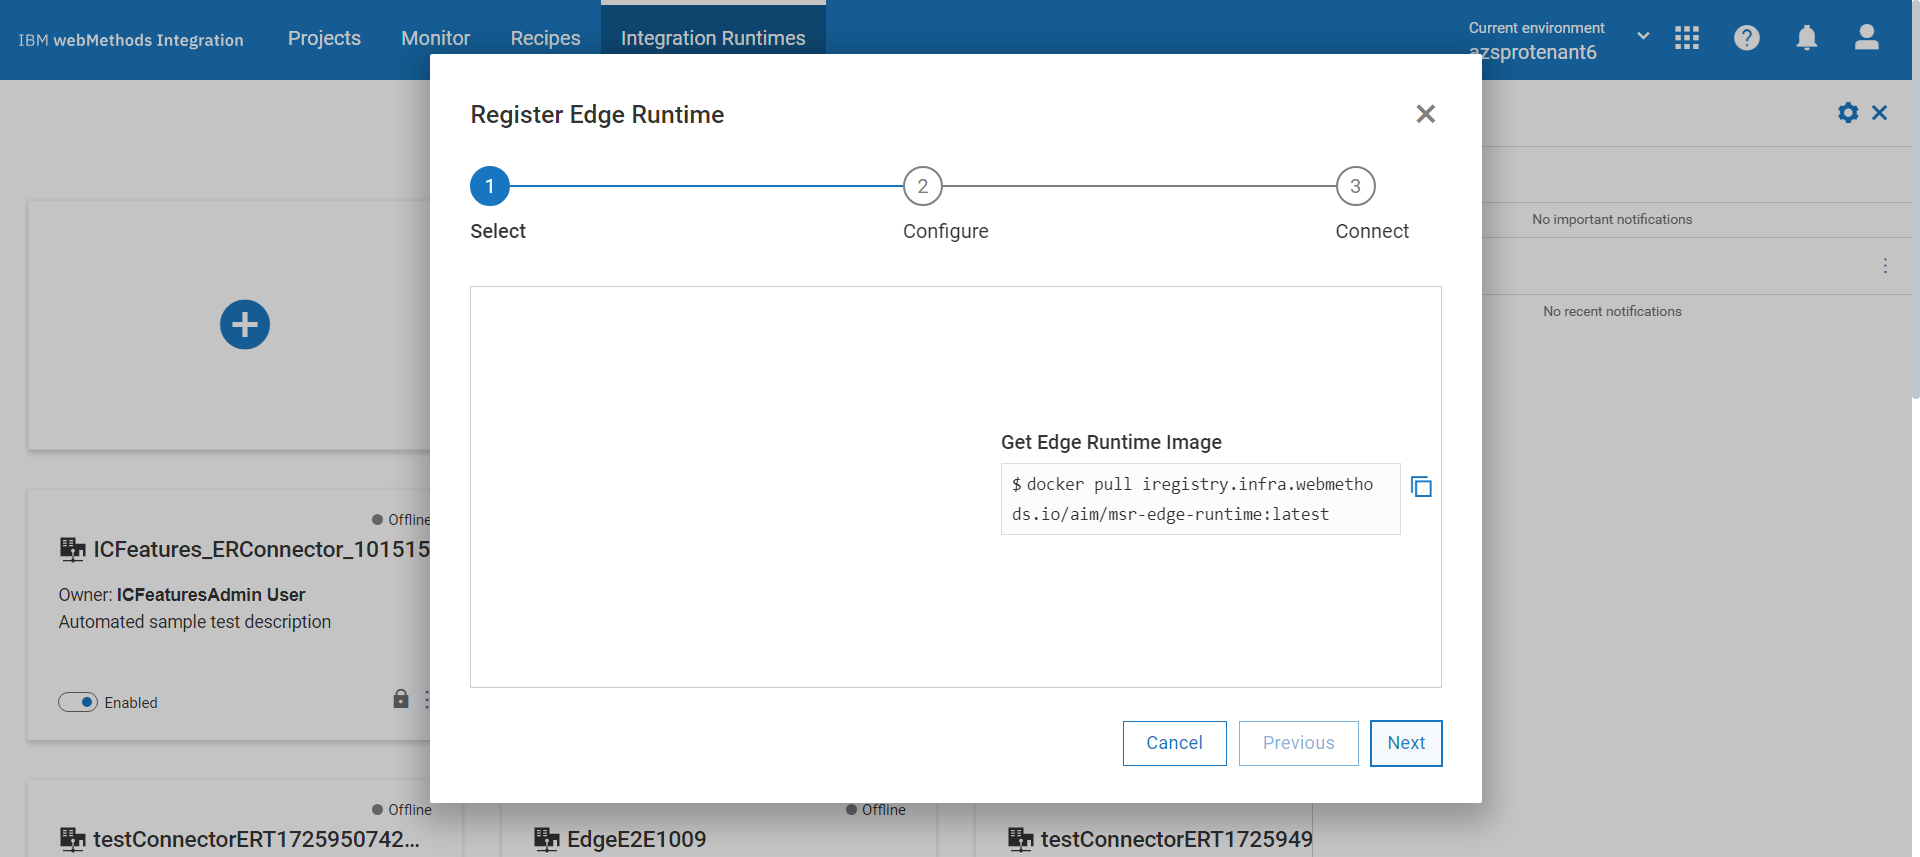 IBM webMethods Integration
Projects
Monitor
Recipes
Integration Runtimes
Current environment
azsprotenant6
Register Edge Runtime
1
2
3
Select
Configure
Connect
Get Edge Runtime Image
$ docker pull iregistry.infra.webmetho
ds.io/aim/msr-edge-runtime:latest
Cancel
Previous
Next
No important notifications
No recent notifications
Offline
ICFeatures_ERConnector_101515
Owner: ICFeaturesAdmin User
Automated sample test description
Enabled
Offline
testConnectorERT1725950742...
Offline
EdgeE2E1009
testConnectorERT1725949